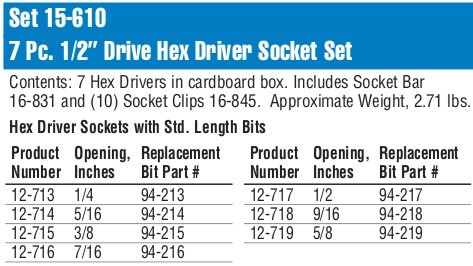 Set 15-610
7 Pc. 1/2" Drive Hex Driver Socket Set
Contents: 7 Hex Drivers in cardboard box. Includes Socket Bar
16-831 and (10) Socket Clips 16-845. Approximate Weight, 2.71 lbs.
Hex Driver Sockets with Std. Length Bits
Product Opening, Replacement
Number Inches Bit Part #
12-713 1/4 94-213
12-714 5/16 94-214
12-715 3/8 94-215
12-716 7/16 94-216
Product Opening, Replacement
Number Inches Bit Part #
12-717 1/2 94-217
12-718 9/16 94-218
12-719 5/8 94-219